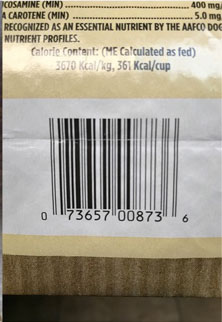 COSAMINE (MIN) ........ 400 mg
A CAROTENE (MIN) ........ 5.0 mg
RECOGNIZED AS AN ESSENTIAL NUTRIENT BY THE AAFCO DOG
NUTRIENT PROFILES.
Calorie Content: (ME Calculated as fed)
3670 Kcal/kg, 361 Kcal/cup
0 73657 00873 6